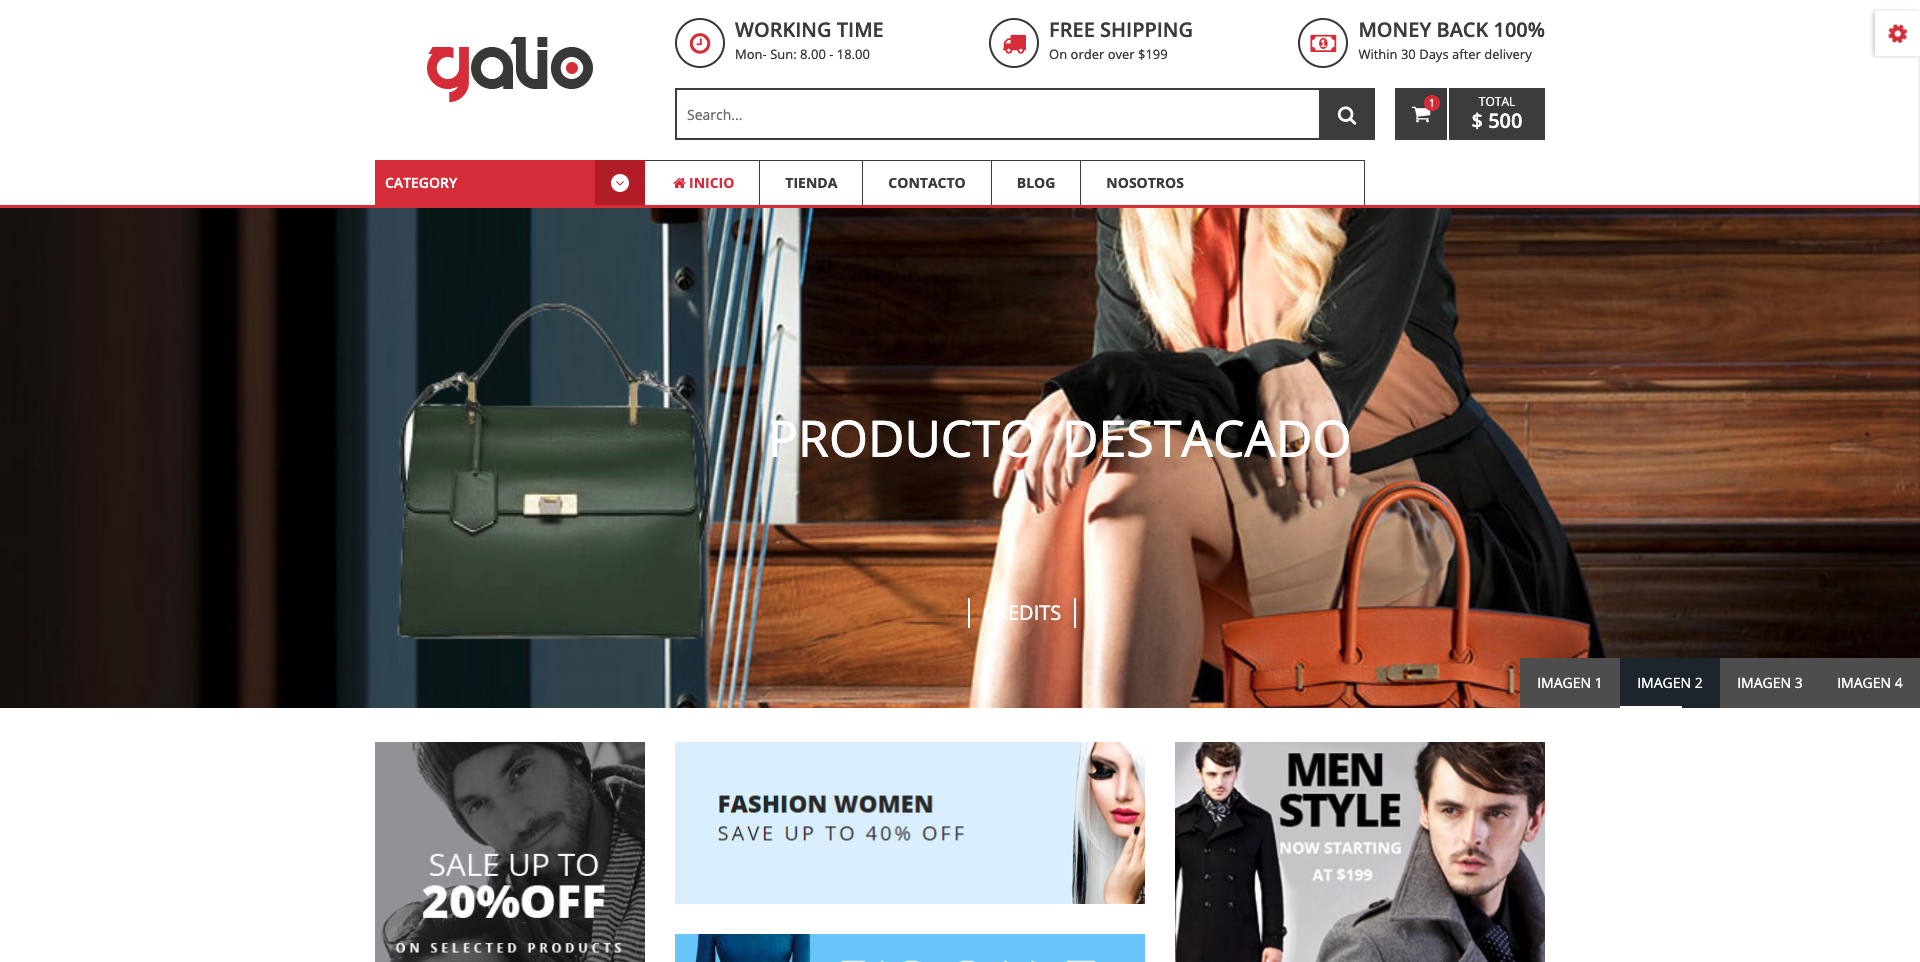 galio
WORKING TIME
Mon- Sun: 8.00 - 18.00
FREE SHIPPING
On order over $199
MONEY BACK 100%
Within 30 Days after delivery
Search...
1
TOTAL
$ 500
CATEGORY
INICIO
TIENDA
CONTACTO
BLOG
NOSOTROS
PRODUCTO DESTACADO
CREDITS
IMAGEN 1
IMAGEN 2
IMAGEN 3
IMAGEN 4
SALE UP TO
20%OFF
ON SELECTED PRODUCTS
FASHION WOMEN
SAVE UP TO 40% OFF
MEN
STYLE
NOW STARTING
AT $199